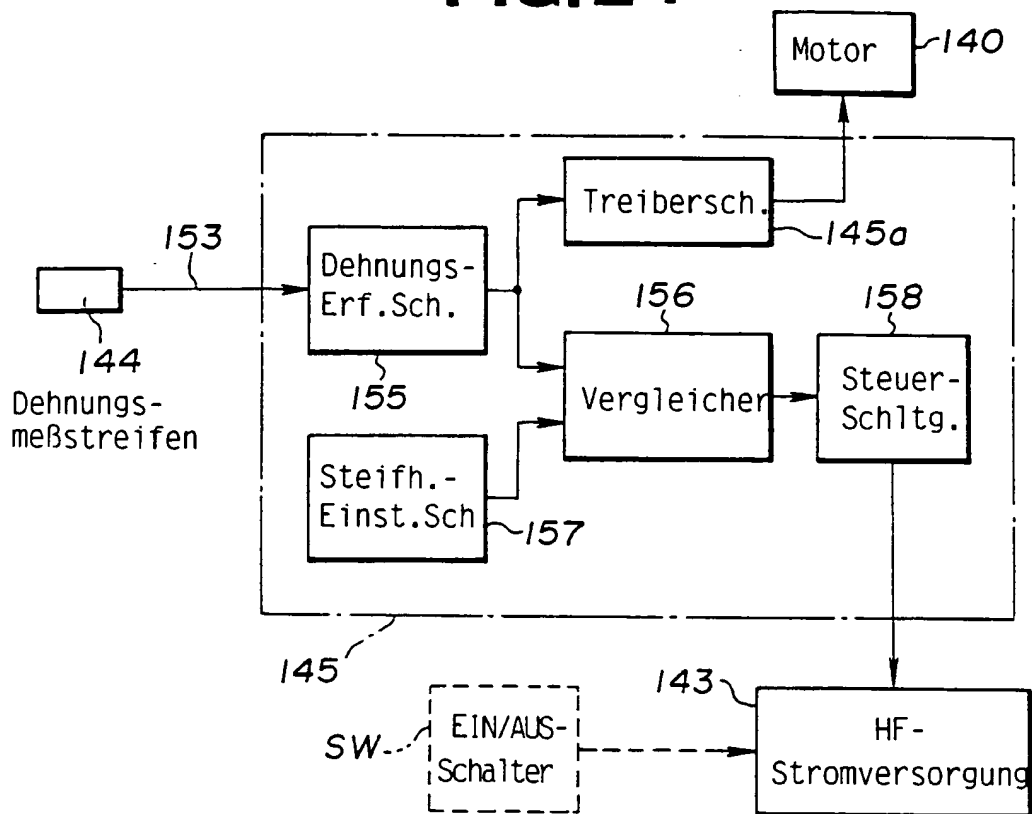 Motor
140
Treibersch.
145a
153
Dehnungs-
Erf.Sch.
155
144
Dehnungs-
meßstreifen
156
Vergleicher
158
Steuer-
Schltg.
Steifh.-
Einst.Sch
157
145
SW
EIN/AUS-
Schalter
143
HF-
Stromversorgung